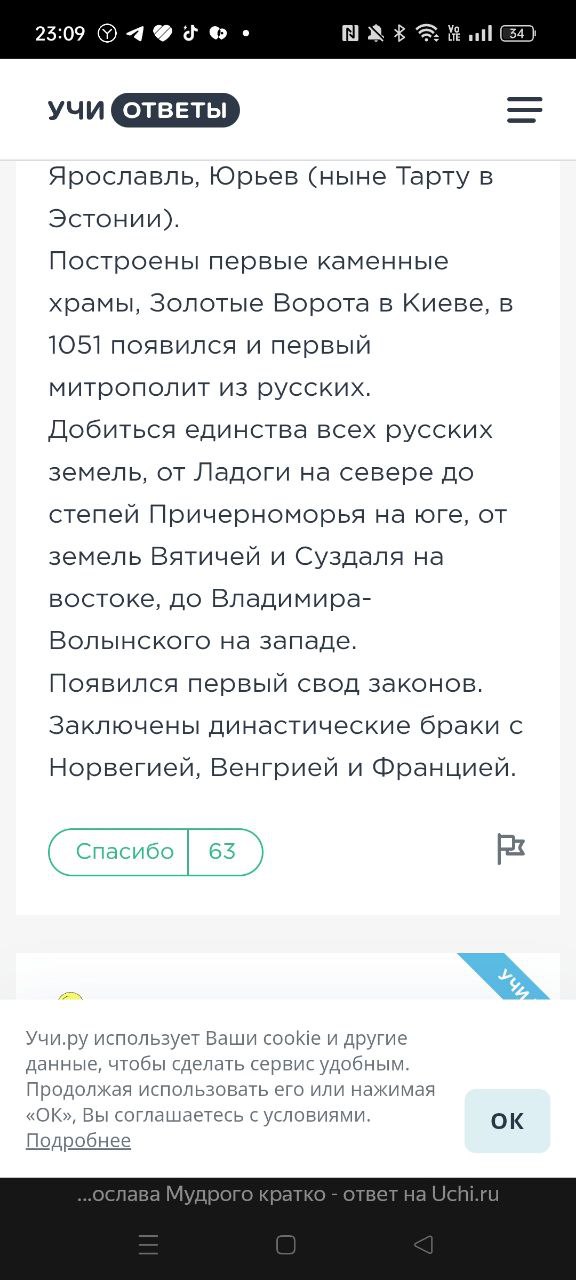 23:09
VO LTE
34
УЧИ ОТВЕТЫ
Ярославль, Юрьев (ныне Тарту в
Эстонии).
Построены первые каменные
храмы, Золотые Ворота в Киеве, в
1051 появился и первый
митрополит из русских.
Добиться единства всех русских
земель, от Ладоги на севере до
степей Причерноморья на юге, от
земель Вятичей и Суздаля на
востоке, до Владимира-
Волынского на западе.
Появился первый свод законов.
Заключены династические браки с
Норвегией, Венгрией и Францией.
Спасибо 63
УЧИ
Учи.ру использует Ваши cookie и другие
данные, чтобы сделать сервис удобным.
Продолжая использовать его или нажимая
«ОК», Вы соглашаетесь с условиями.
Подробнее
ОК
...ослава Мудрого кратко - ответ на Uchi.ru